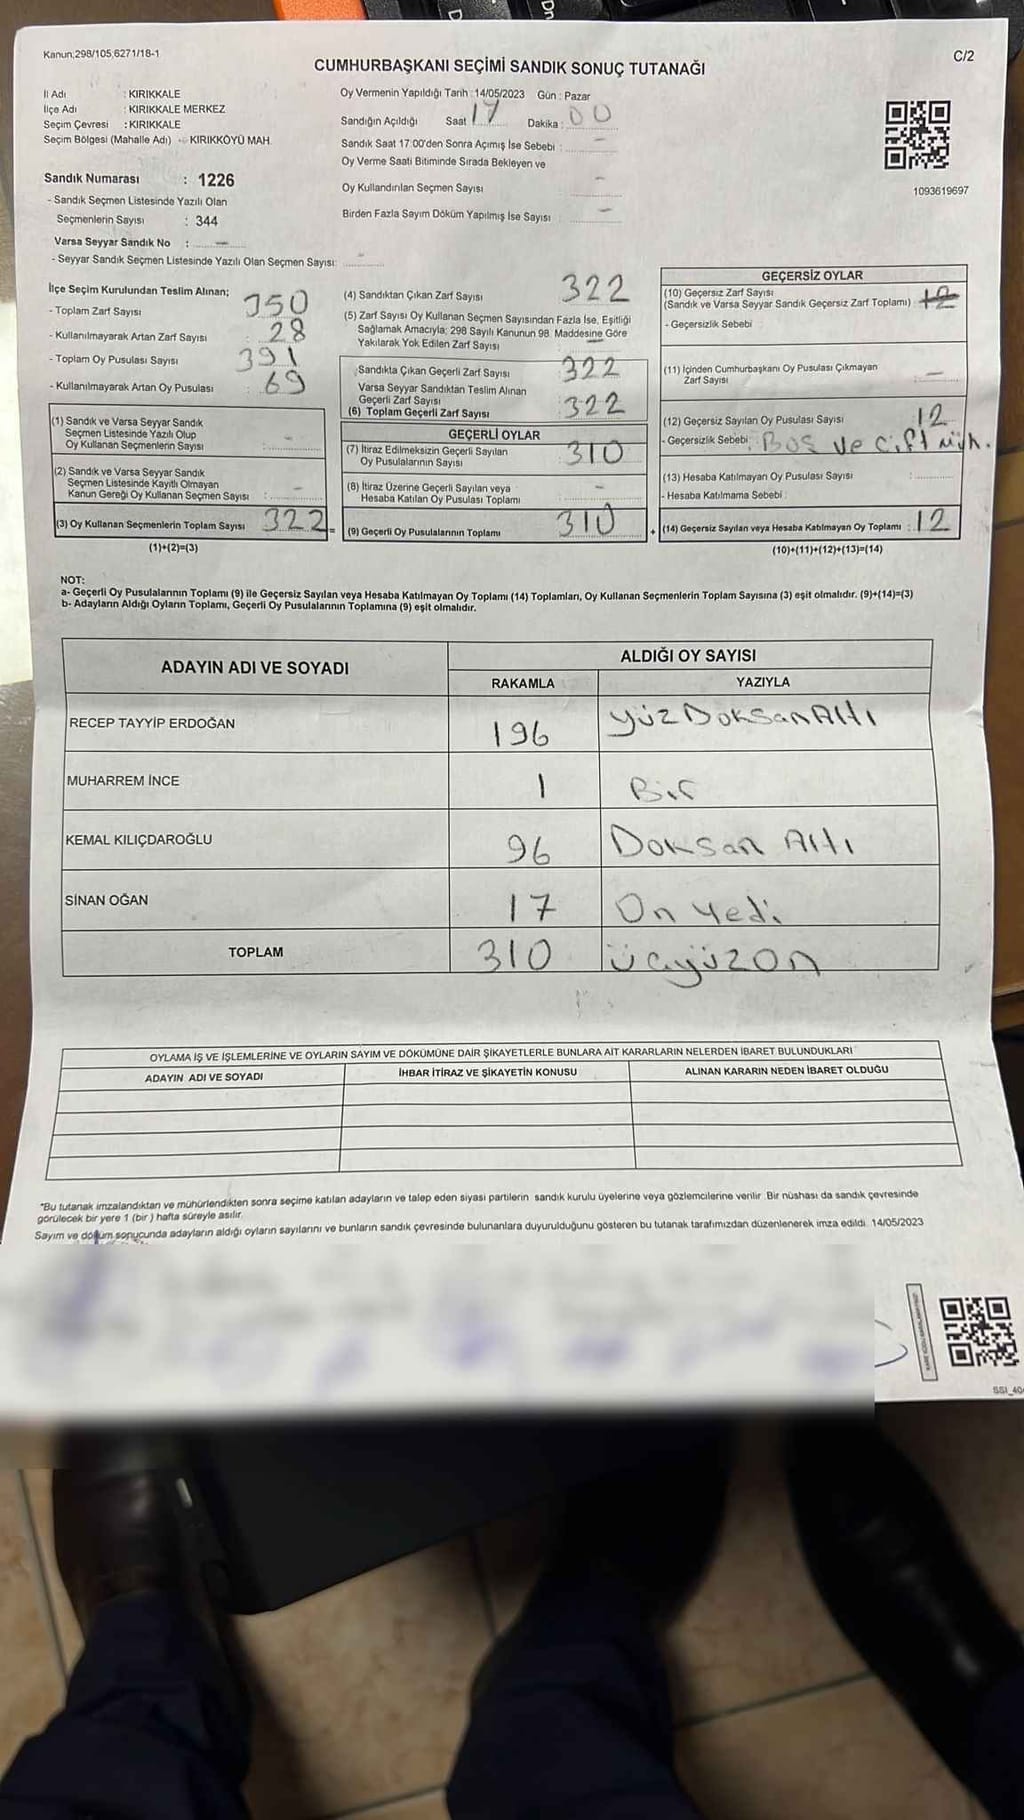 Kanun;298/105,6271/18-1
C/2
CUMHURBAŞKANI SEÇİMİ SANDIK SONUÇ TUTANAĞI
İl Adı : KIRIKKALE
İlçe Adı : KIRIKKALE MERKEZ
Seçim Çevresi : KIRIKKALE
Seçim Bölgesi (Mahalle Adı) - KIRIKKÖYÜ MAH.
Sandık Numarası : 1226
- Sandık Seçmen Listesinde Yazılı Olan
Seçmenlerin Sayısı : 344
Varsa Seyyar Sandık No : -
- Seyyar Sandık Seçmen Listesinde Yazılı Olan Seçmen Sayısı: -
Oy Vermenin Yapıldığı Tarih :14/05/2023 Gün : Pazar
Sandığın Açıldığı Saat 17 Dakika : 00
Sandık Saat 17:00'den Sonra Açımış İse Sebebi : -
Oy Verme Saati Bitiminde Sırada Bekleyen ve
Oy Kullandırılan Seçmen Sayısı -
Birden Fazla Sayım Döküm Yapılmış İse Sayısı -
1093619697
İlçe Seçim Kurulundan Teslim Alınan;
- Toplam Zarf Sayısı 350
- Kullanılmayarak Artan Zarf Sayısı : 28
- Toplam Oy Pusulası Sayısı 391
- Kullanılmayarak Artan Oy Pusulası : 69
(1) Sandık ve Varsa Seyyar Sandık
Seçmen Listesinde Yazılı Olup
Oy Kullanan Seçmenlerin Sayısı : -
(2) Sandık ve Varsa Seyyar Sandık
Seçmen Listesinde Kayıtlı Olmayan
Kanun Gereği Oy Kullanan Seçmen Sayısı : -
(3) Oy Kullanan Seçmenlerin Toplam Sayısı 322 =
(1)+(2)=(3)
(4) Sandıktan Çıkan Zarf Sayısı 322
(5) Zarf Sayısı Oy Kullanan Seçmen Sayısından Fazla İse, Eşitliği
Sağlamak Amacıyla; 298 Sayılı Kanunun 98. Maddesine Göre
Yakılarak Yok Edilen Zarf Sayısı -
Sandıkta Çıkan Geçerli Zarf Sayısı 322
Varsa Seyyar Sandıktan Teslim Alınan
Geçerli Zarf Sayısı
(6) Toplam Geçerli Zarf Sayısı 322
GEÇERLİ OYLAR
(7) İtiraz Edilmeksizin Geçerli Sayılan
Oy Pusulalarının Sayısı 310
(8) İtiraz Üzerine Geçerli Sayılan veya
Hesaba Katılan Oy Pusulası Toplamı : -
(9) Geçerli Oy Pusulalarının Toplamı 310 +
GEÇERSİZ OYLAR
(10) Geçersiz Zarf Sayısı
(Sandık ve Varsa Seyyar Sandık Geçersiz Zarf Toplamı) : 12
- Geçersizlik Sebebi :
(11) İçinden Cumhurbaşkanı Oy Pusulası Çıkmayan
Zarf Sayısı -
(12) Geçersiz Sayılan Oy Pusulası Sayısı 12
- Geçersizlik Sebebi : Boş ve çift müh.
(13) Hesaba Katılmayan Oy Pusulası Sayısı :
- Hesaba Katılmama Sebebi :
(14) Geçersiz Sayılan veya Hesaba Katılmayan Oy Toplamı : 12
(10)+(11)+(12)+(13)=(14)
NOT:
a- Geçerli Oy Pusulalarının Toplamı (9) ile Geçersiz Sayılan veya Hesaba Katılmayan Oy Toplamı (14) Toplamları, Oy Kullanan Seçmenlerin Toplam Sayısına (3) eşit olmalıdır. (9)+(14)=(3)
b- Adayların Aldığı Oyların Toplamı, Geçerli Oy Pusulalarının Toplamına (9) eşit olmalıdır.
ADAYIN ADI VE SOYADI
ALDIĞI OY SAYISI
RAKAMLA YAZIYLA
RECEP TAYYİP ERDOĞAN 196 yüzDoksanAltı
MUHARREM İNCE 1 Bir
KEMAL KILIÇDAROĞLU 96 Doksan Altı
SİNAN OĞAN 17 On yedi
TOPLAM 310 üçyüzon
OYLAMA İŞ VE İŞLEMLERİNE VE OYLARIN SAYIM VE DÖKÜMÜNE DAİR ŞİKAYETLERLE BUNLARA AİT KARARLARIN NELERDEN İBARET BULUNDUKLARI
ADAYIN ADI VE SOYADI İHBAR İTİRAZ VE ŞİKAYETİN KONUSU ALINAN KARARIN NEDEN İBARET OLDUĞU
*Bu tutanak imzalandıktan ve mühürlendikten sonra seçime katılan adayların ve talep eden siyasi partilerin sandık kurulu üyelerine veya gözlemcilerine verilir. Bir nüshası da sandık çevresinde
görülecek bir yere 1 (bir) hafta süreyle asılır.
Sayım ve döküm sonucunda adayların aldığı oyların sayılarını ve bunların sandık çevresinde bulunanlara duyurulduğunu gösteren bu tutanak tarafımızdan düzenlenerek imza edildi. 14/05/2023